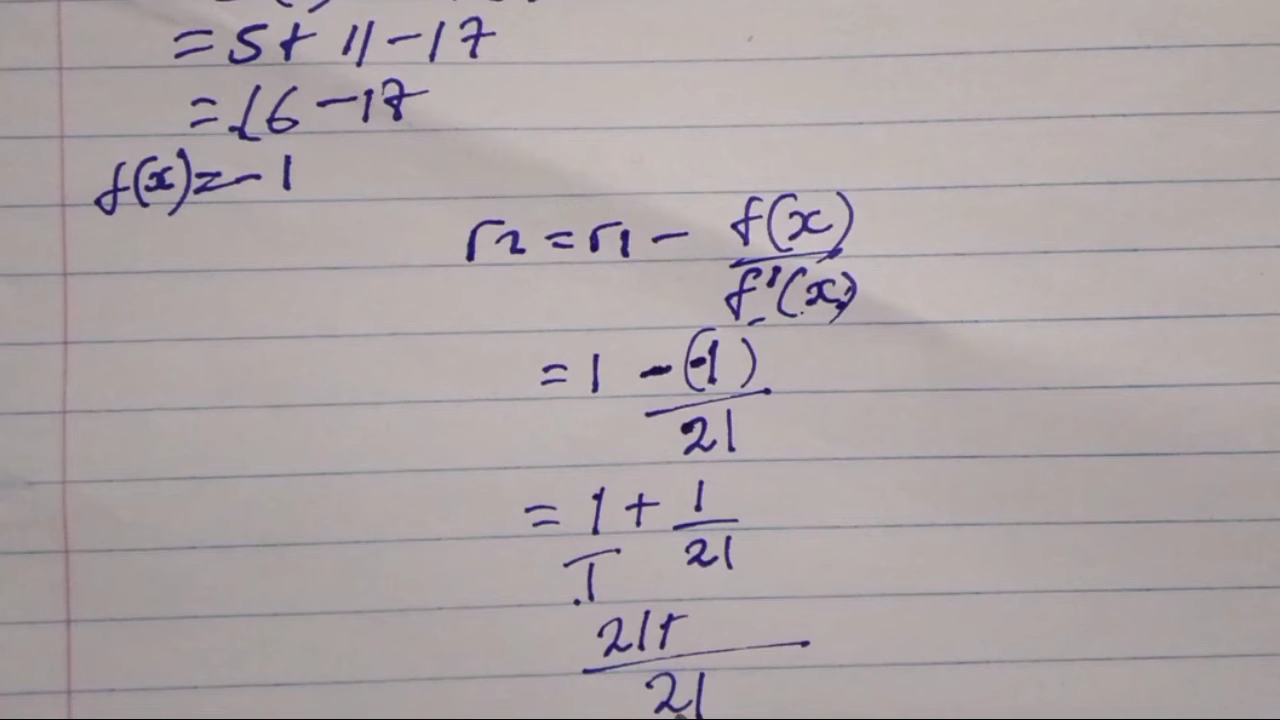 = 5 + 11 - 17
= 16 - 17
f(x) = -1
r2 = r1 - f(x)/f'(x)
= 1 - (-1)/21
= 1/1 + 1/21
21+/21